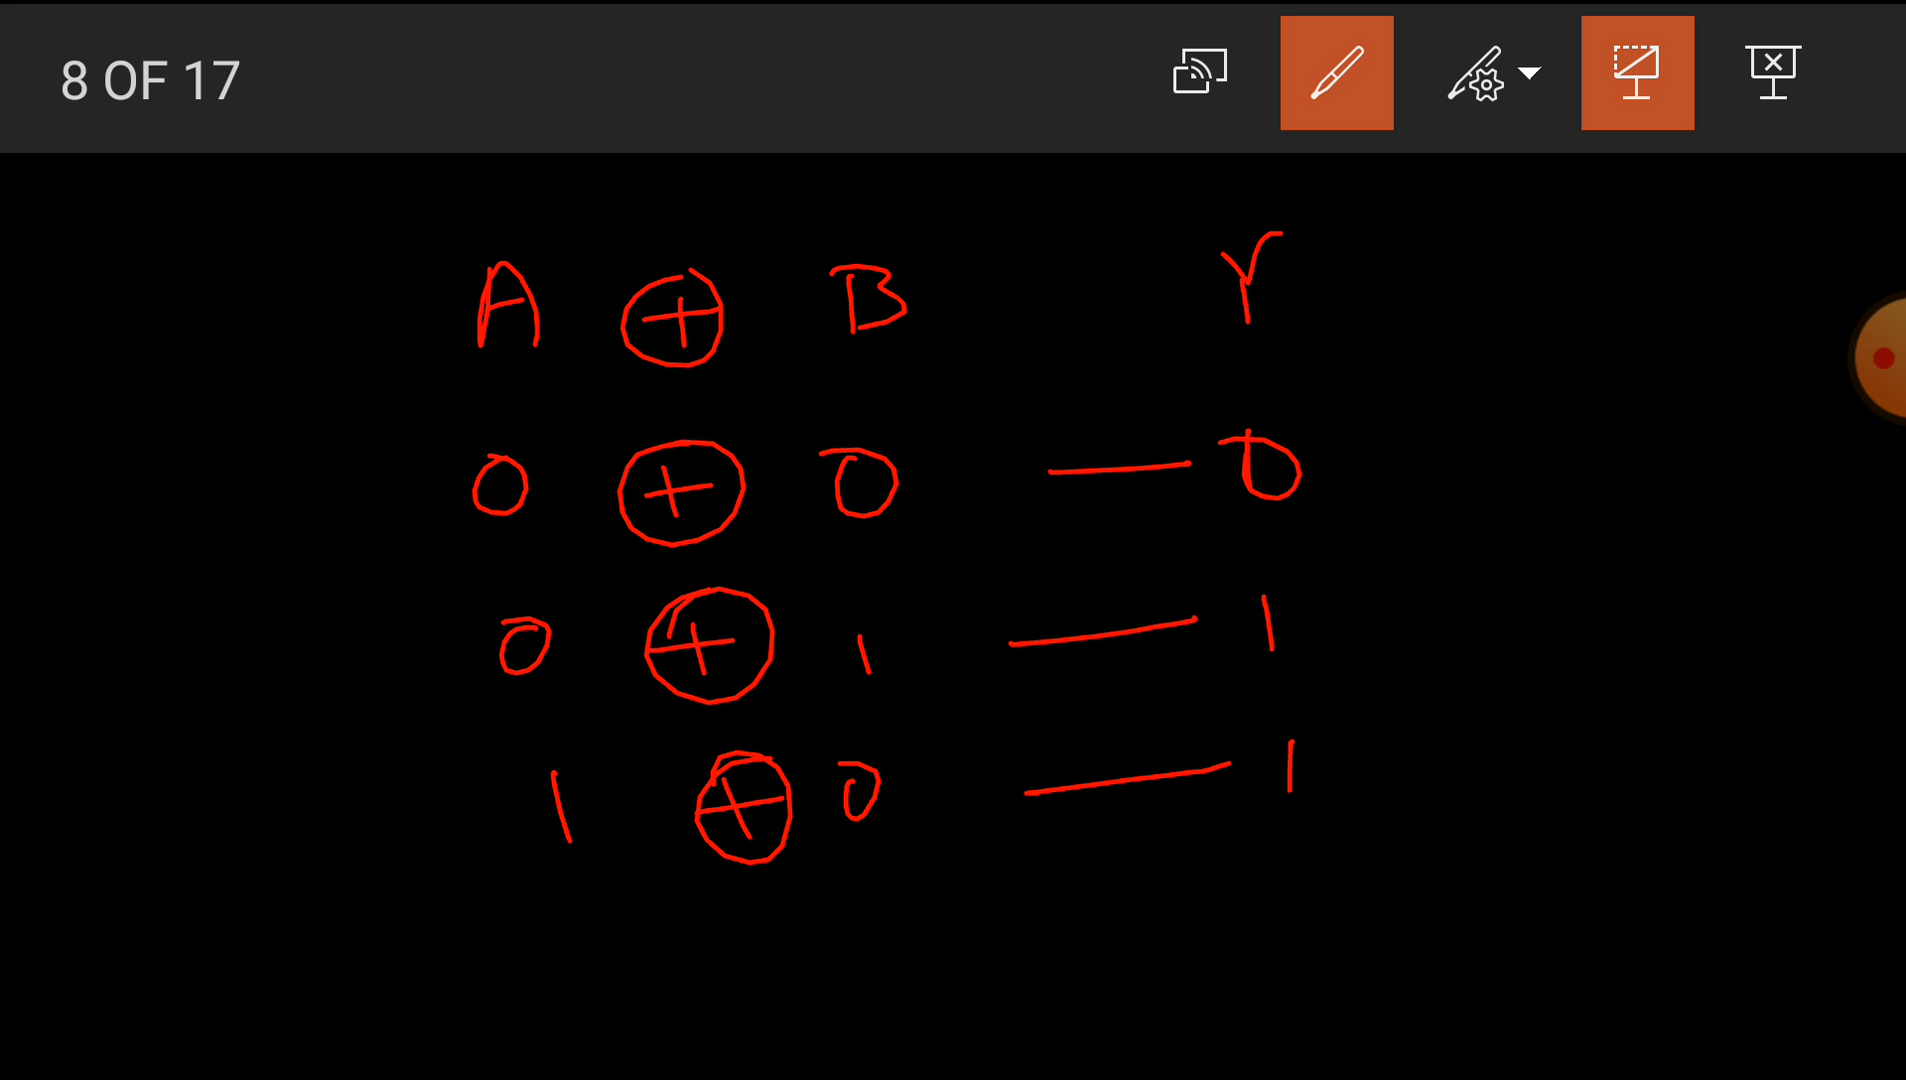 8 OF 17
A ⊕ B Y
0 ⊕ 0 — 0
0 ⊕ 1 — 1
1 ⊕ 0 — 1